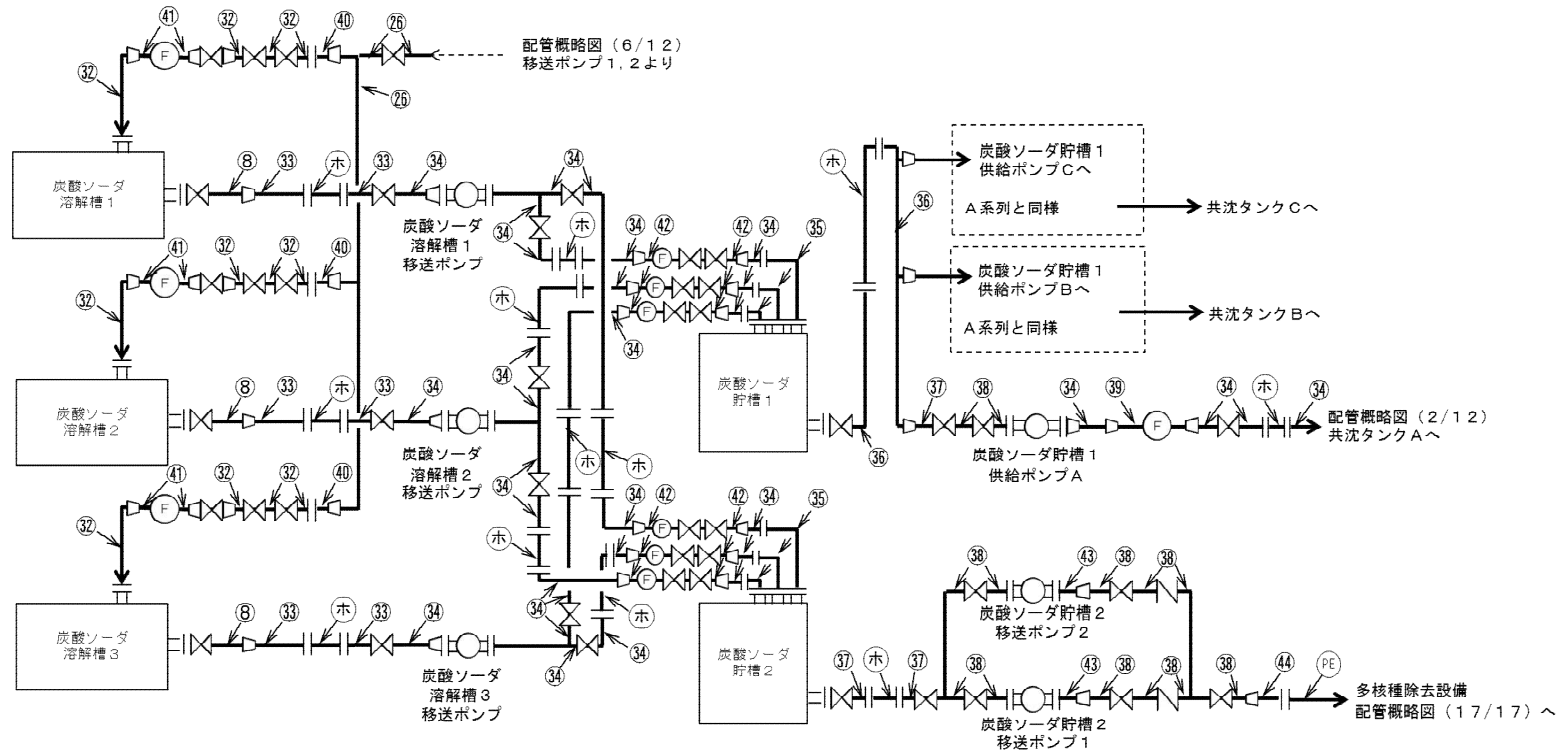 ㊶ ㉜ ㉜ ㊵ ㉖
F
配管概略図(6/12)
移送ポンプ1,2より
㉜
㉖
炭酸ソーダ
溶解槽1
⑧ ㉝ ホ ㉝ ㉞ ㉞
炭酸ソーダ
溶解槽1
移送ポンプ
㉞ ホ ㉞ ㊷ ㊷ ㉞ ㉟
F
F
F
㉞
㊶ ㉜ ㉜ ㊵
F
㉜
ホ
㉞
㉞
炭酸ソーダ
溶解槽2
⑧ ㉝ ホ ㉝ ㉞
炭酸ソーダ
溶解槽2
移送ポンプ
㉞
㉞
ホ
ホ
ホ
炭酸ソーダ
貯槽1
㊱
ホ
㊱
炭酸ソーダ貯槽1
供給ポンプCへ
A系列と同様
共沈タンクCへ
炭酸ソーダ貯槽1
供給ポンプBへ
A系列と同様
共沈タンクBへ
㊲ ㊳ ㉞ ㊴ ㉞ ホ ㉞
F
配管概略図(2/12)
共沈タンクAへ
炭酸ソーダ貯槽1
供給ポンプA
㊶ ㉜ ㉜ ㊵
F
㉜
㉞ ㊷ ㊷ ㉞ ㉟
F
F
F
炭酸ソーダ
溶解槽3
⑧ ㉝ ホ ㉝ ㉞
炭酸ソーダ
溶解槽3
移送ポンプ
㉞
㉞
㉞
ホ
㉞
㉞
炭酸ソーダ
貯槽2
㊳ ㊸ ㊳ ㊳
炭酸ソーダ貯槽2
移送ポンプ2
㊲ ホ ㊲ ㊳ ㊸ ㊳ ㊳ ㊳ ㊹ PE
炭酸ソーダ貯槽2
移送ポンプ1
多核種除去設備
配管概略図(17/17)へ